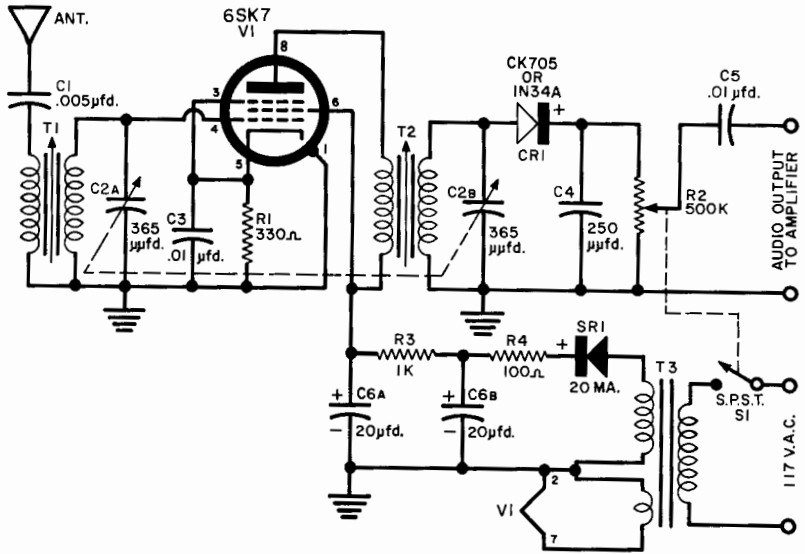 ANT.
6SK7
V1
8
C1
.005µfd.
3
4
6
5
1
T1
C2A
365
µµfd.
C3
.01 µfd.
R1
330Ω
T2
C2B
365
µµfd.
CK705
OR
1N34A
+
CR1
C4
250
µµfd.
R2
500K
C5
.01 µfd.
AUDIO OUTPUT
TO AMPLIFIER
R3
1K
R4
100Ω
+
SR1
20 MA.
T3
S.P.S.T.
S1
117 V.A.C.
+
C6A
–
20µfd.
+
C6B
–
20µfd.
2
V1
7